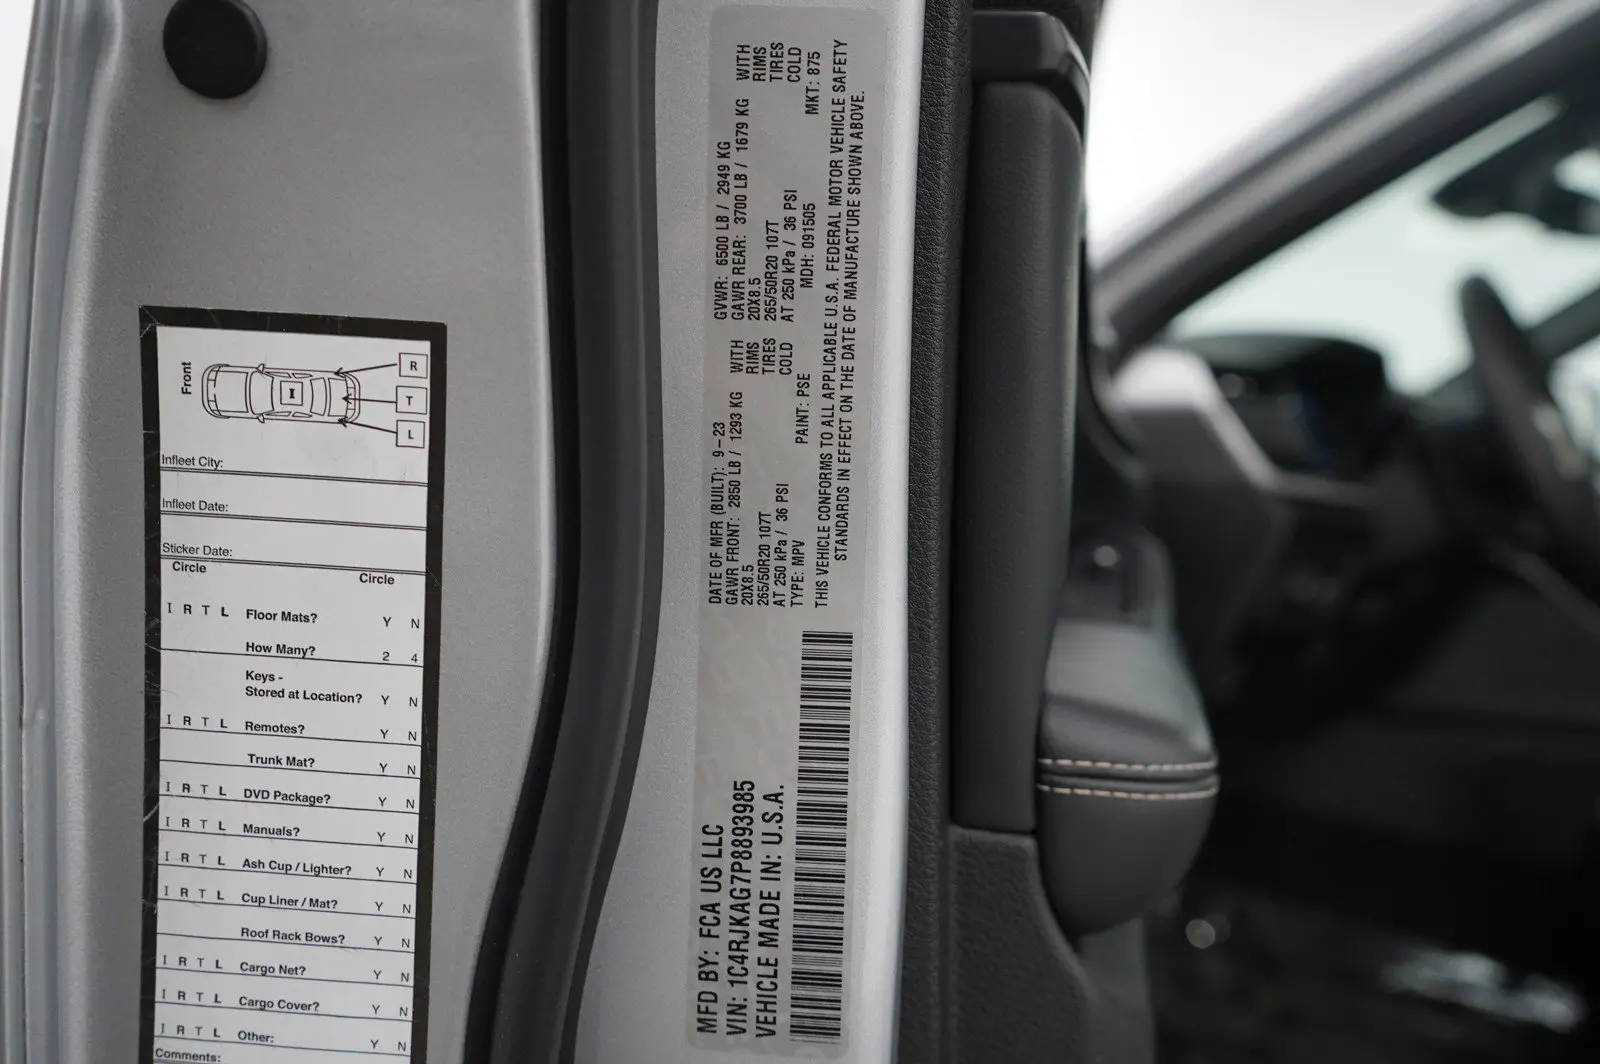 Front
I
R
T
L
Infleet City:
Infleet Date:
Sticker Date:
Circle Circle
I R T L Floor Mats? Y N
How Many? 2 4
Keys -
Stored at Location? Y N
I R T L Remotes? Y N
Trunk Mat? Y N
I R T L DVD Package? Y N
I R T L Manuals? Y N
I R T L Ash Cup / Lighter? Y N
I R T L Cup Liner / Mat? Y N
Roof Rack Bows? Y N
I R T L Cargo Net? Y N
I R T L Cargo Cover? Y N
I R T L Other: Y N
Comments:
MFD BY: FCA US LLC
VIN: 1C4RJKAG7P8893985
VEHICLE MADE IN: U.S.A.
DATE OF MFR (BUILT): 9-23 GVWR: 6500 LB / 2949 KG
GAWR FRONT: 2850 LB / 1293 KG WITH GAWR REAR: 3700 LB / 1679 KG WITH
20X8.5 RIMS 20X8.5 RIMS
265/50R20 107T TIRES 265/50R20 107T TIRES
AT 250 kPa / 36 PSI COLD AT 250 kPa / 36 PSI COLD
TYPE: MPV PAINT: PSE MDH: 091505 MKT: 875
THIS VEHICLE CONFORMS TO ALL APPLICABLE U.S.A. FEDERAL MOTOR VEHICLE SAFETY
STANDARDS IN EFFECT ON THE DATE OF MANUFACTURE SHOWN ABOVE.